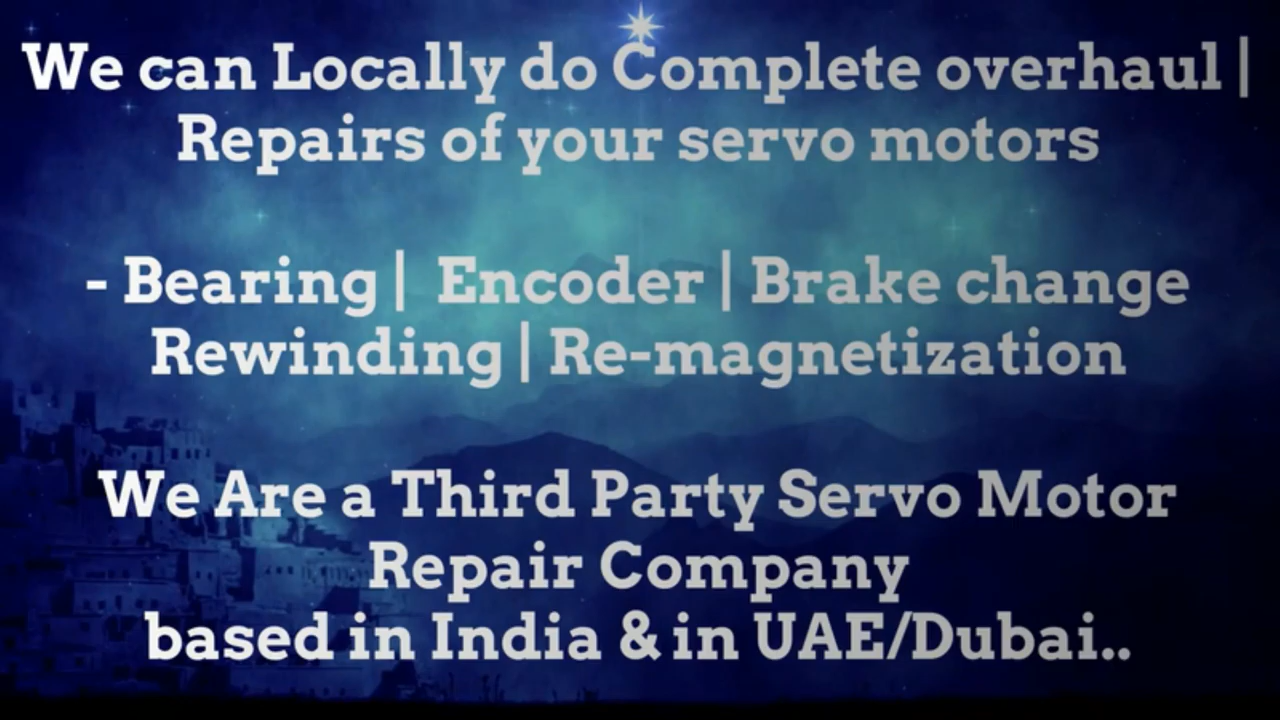 We can Locally do Complete overhaul |
Repairs of your servo motors
- Bearing | Encoder | Brake change
Rewinding | Re-magnetization
We Are a Third Party Servo Motor
Repair Company
based in India & in UAE/Dubai..